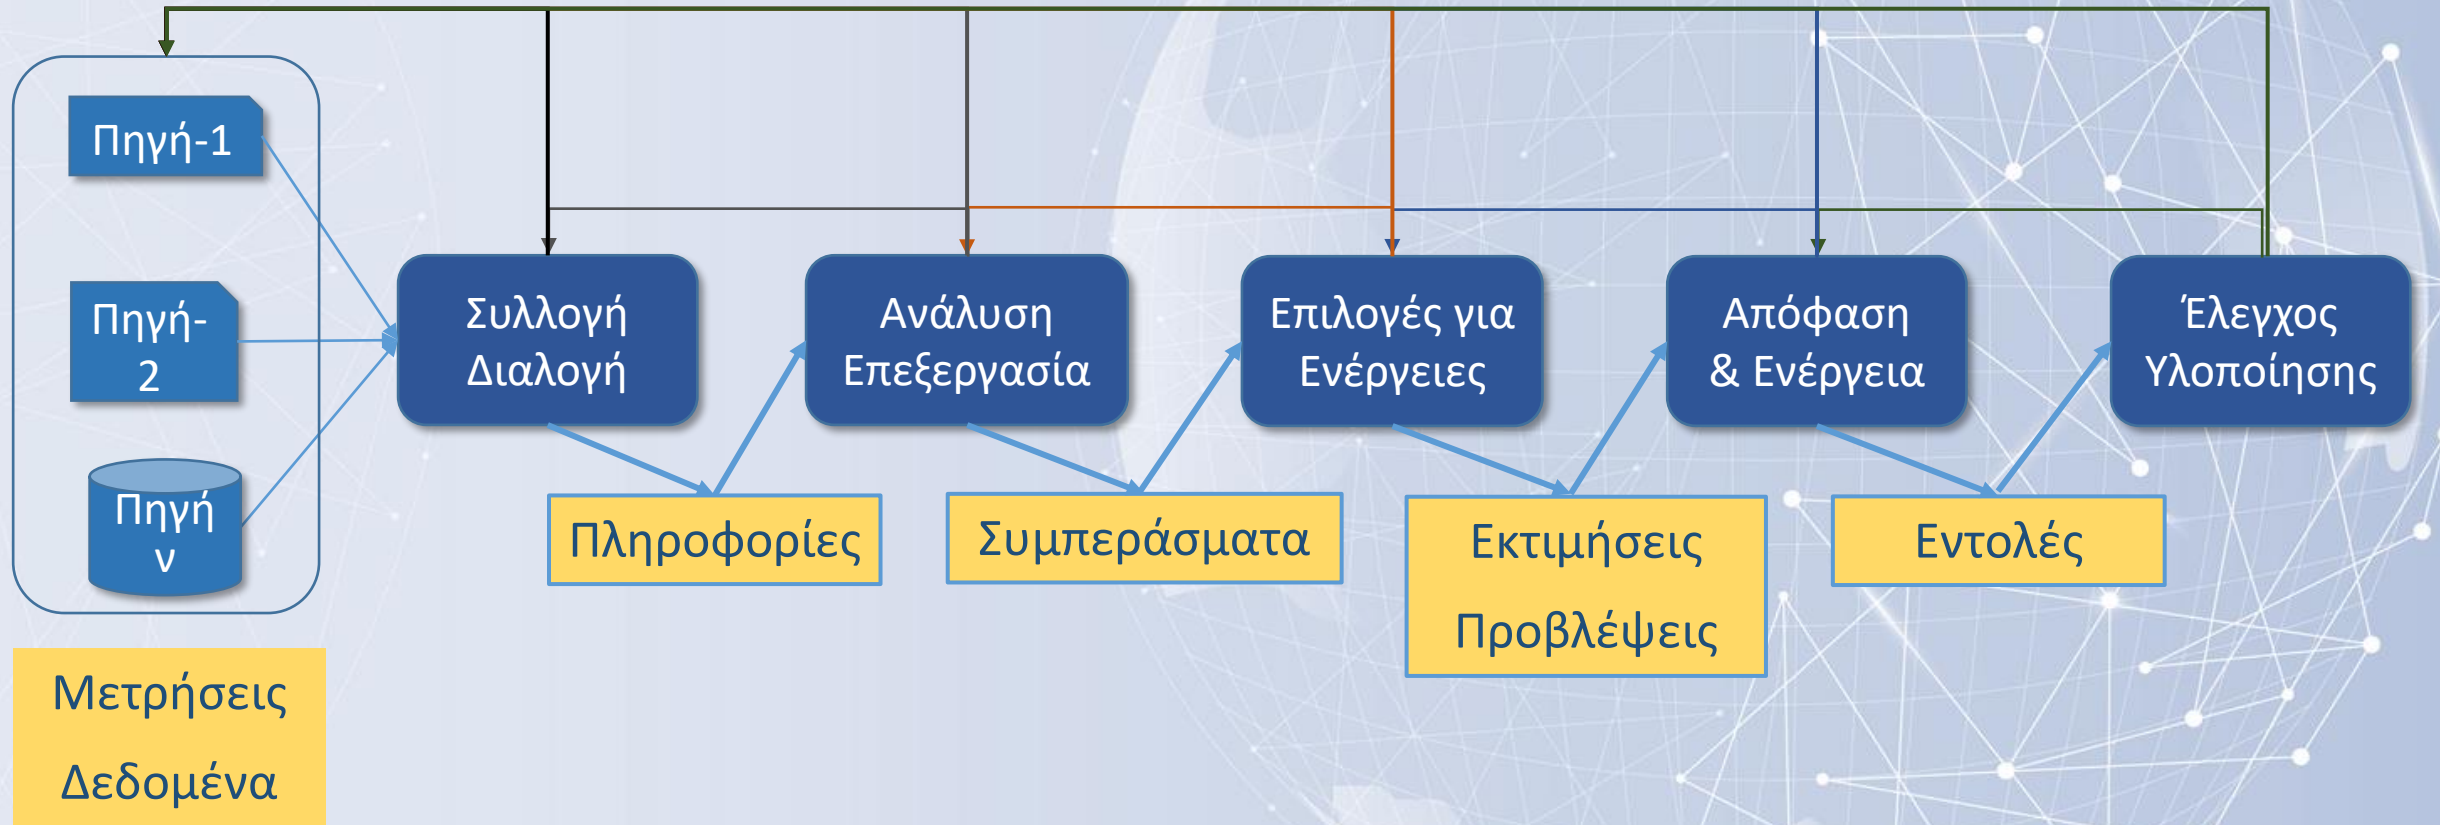 Πηγή-1
Πηγή-
2
Πηγή
ν
Μετρήσεις
Δεδομένα
Συλλογή
Διαλογή
Πληροφορίες
Ανάλυση
Επεξεργασία
Συμπεράσματα
Επιλογές για
Ενέργειες
Εκτιμήσεις
Προβλέψεις
Απόφαση
& Ενέργεια
Εντολές
Έλεγχος
Υλοποίησης